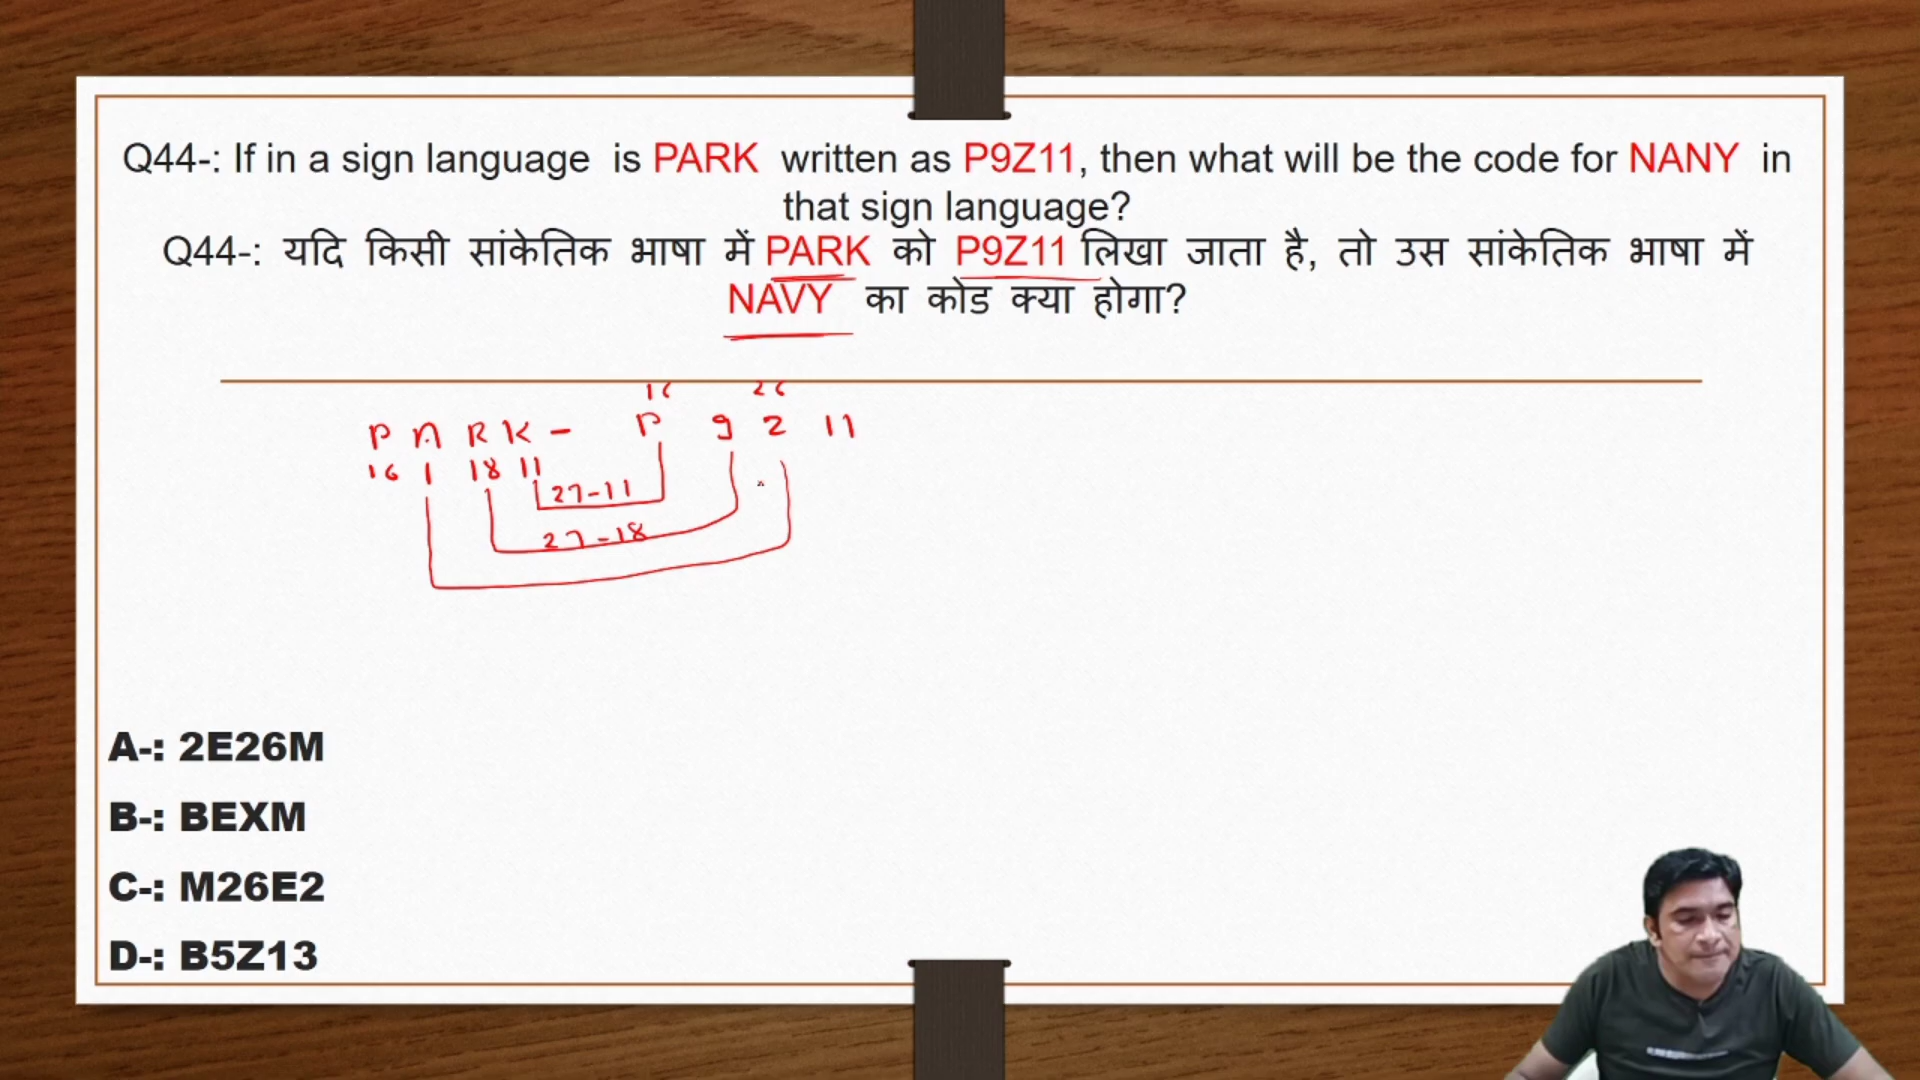 Q44-: If in a sign language is PARK written as P9Z11, then what will be the code for NANY in
that sign language?
Q44-: यदि किसी सांकेतिक भाषा में PARK को P9Z11 लिखा जाता है, तो उस सांकेतिक भाषा में
NAVY का कोड क्या होगा?
16 26
P A R K - P 9 Z 11
16 1 18 11
27-11
27-18
A-: 2E26M
B-: BEXM
C-: M26E2
D-: B5Z13